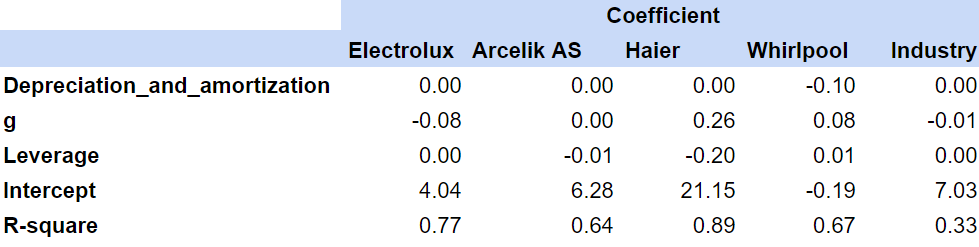 Coefficient
Electrolux Arcelik AS Haier Whirlpool Industry
Depreciation_and_amortization 0.00 0.00 0.00 -0.10 0.00
g -0.08 0.00 0.26 0.08 -0.01
Leverage 0.00 -0.01 -0.20 0.01 0.00
Intercept 4.04 6.28 21.15 -0.19 7.03
R-square 0.77 0.64 0.89 0.67 0.33